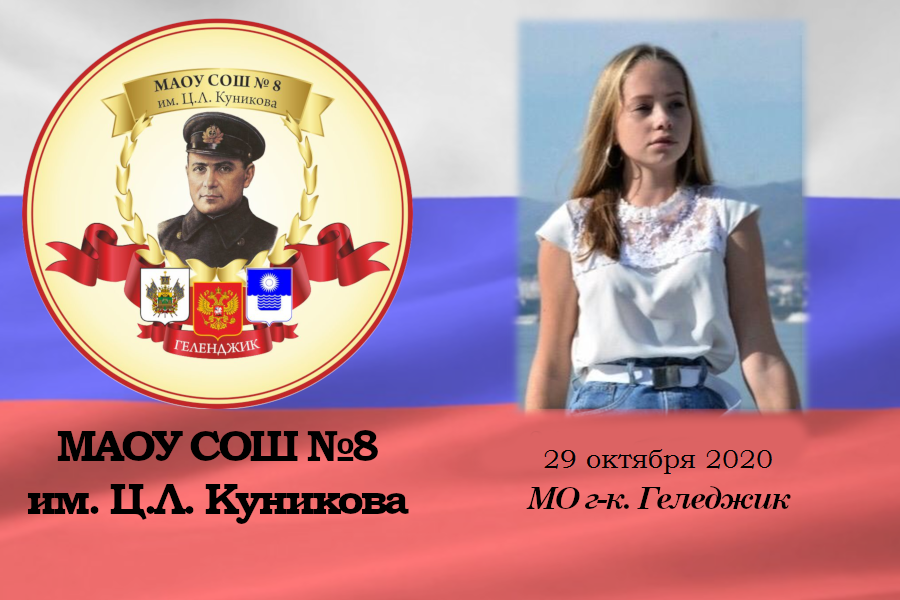 МАОУ СОШ № 8
им. Ц.Л. Куникова
ГЕЛЕНДЖИК
МАОУ СОШ №8
им. Ц.Л. Куникова
29 октября 2020
МО г-к. Геледжик